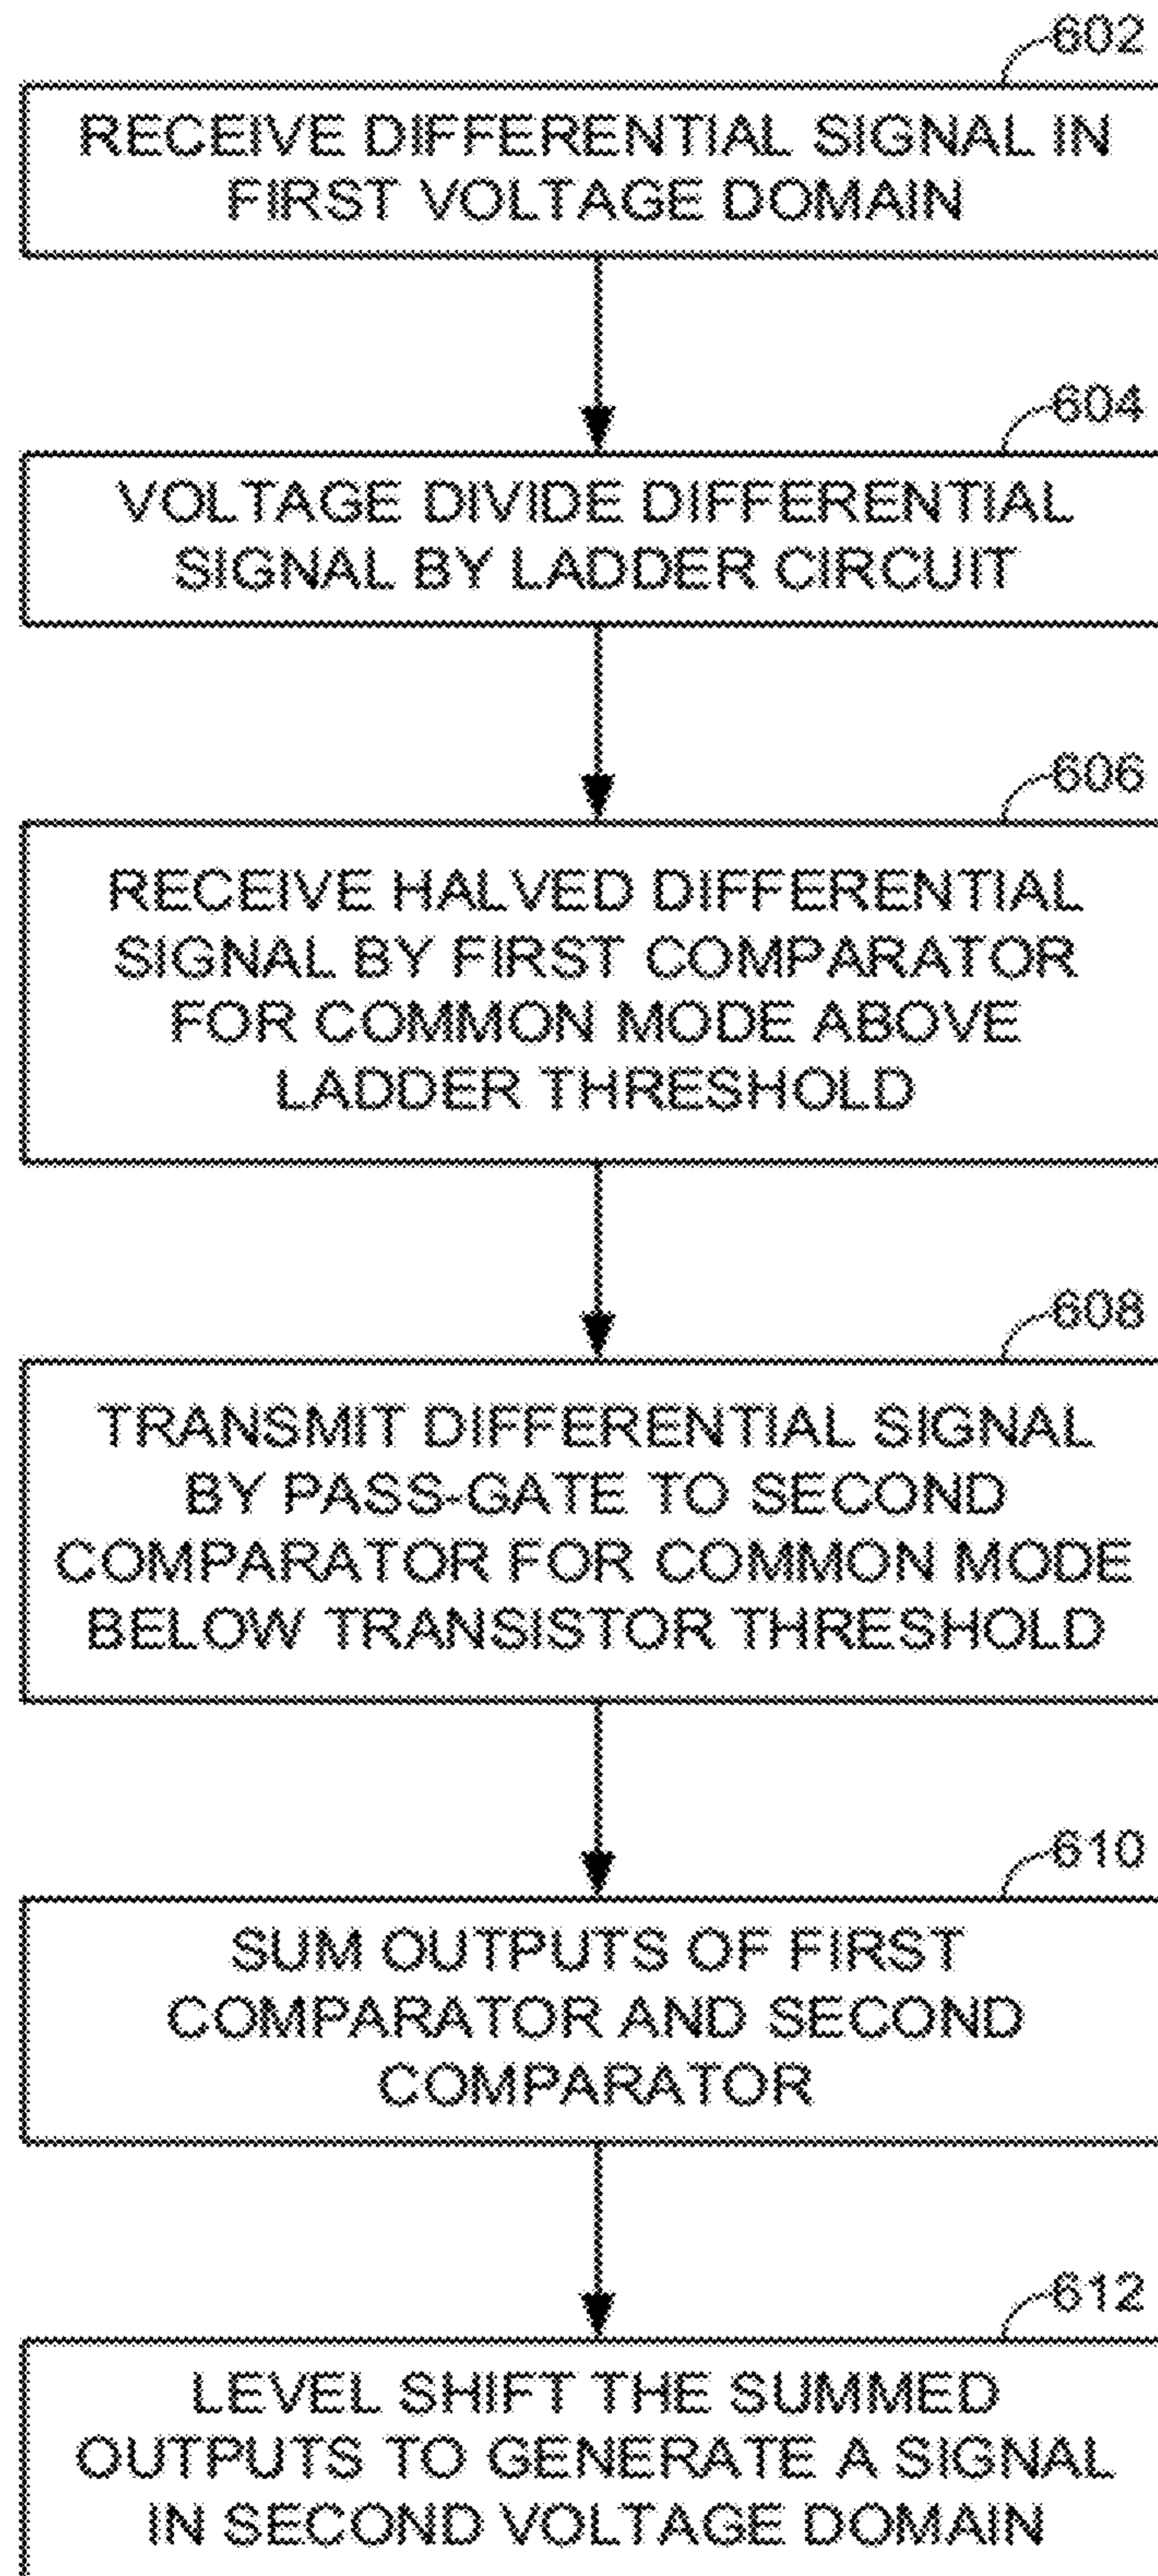 602
RECEIVE DIFFERENTIAL SIGNAL IN
FIRST VOLTAGE DOMAIN
604
VOLTAGE DIVIDE DIFFERENTIAL
SIGNAL BY LADDER CIRCUIT
606
RECEIVE HALVED DIFFERENTIAL
SIGNAL BY FIRST COMPARATOR
FOR COMMON MODE ABOVE
LADDER THRESHOLD
608
TRANSMIT DIFFERENTIAL SIGNAL
BY PASS-GATE TO SECOND
COMPARATOR FOR COMMON MODE
BELOW TRANSISTOR THRESHOLD
610
SUM OUTPUTS OF FIRST
COMPARATOR AND SECOND
COMPARATOR
612
LEVEL SHIFT THE SUMMED
OUTPUTS TO GENERATE A SIGNAL
IN SECOND VOLTAGE DOMAIN